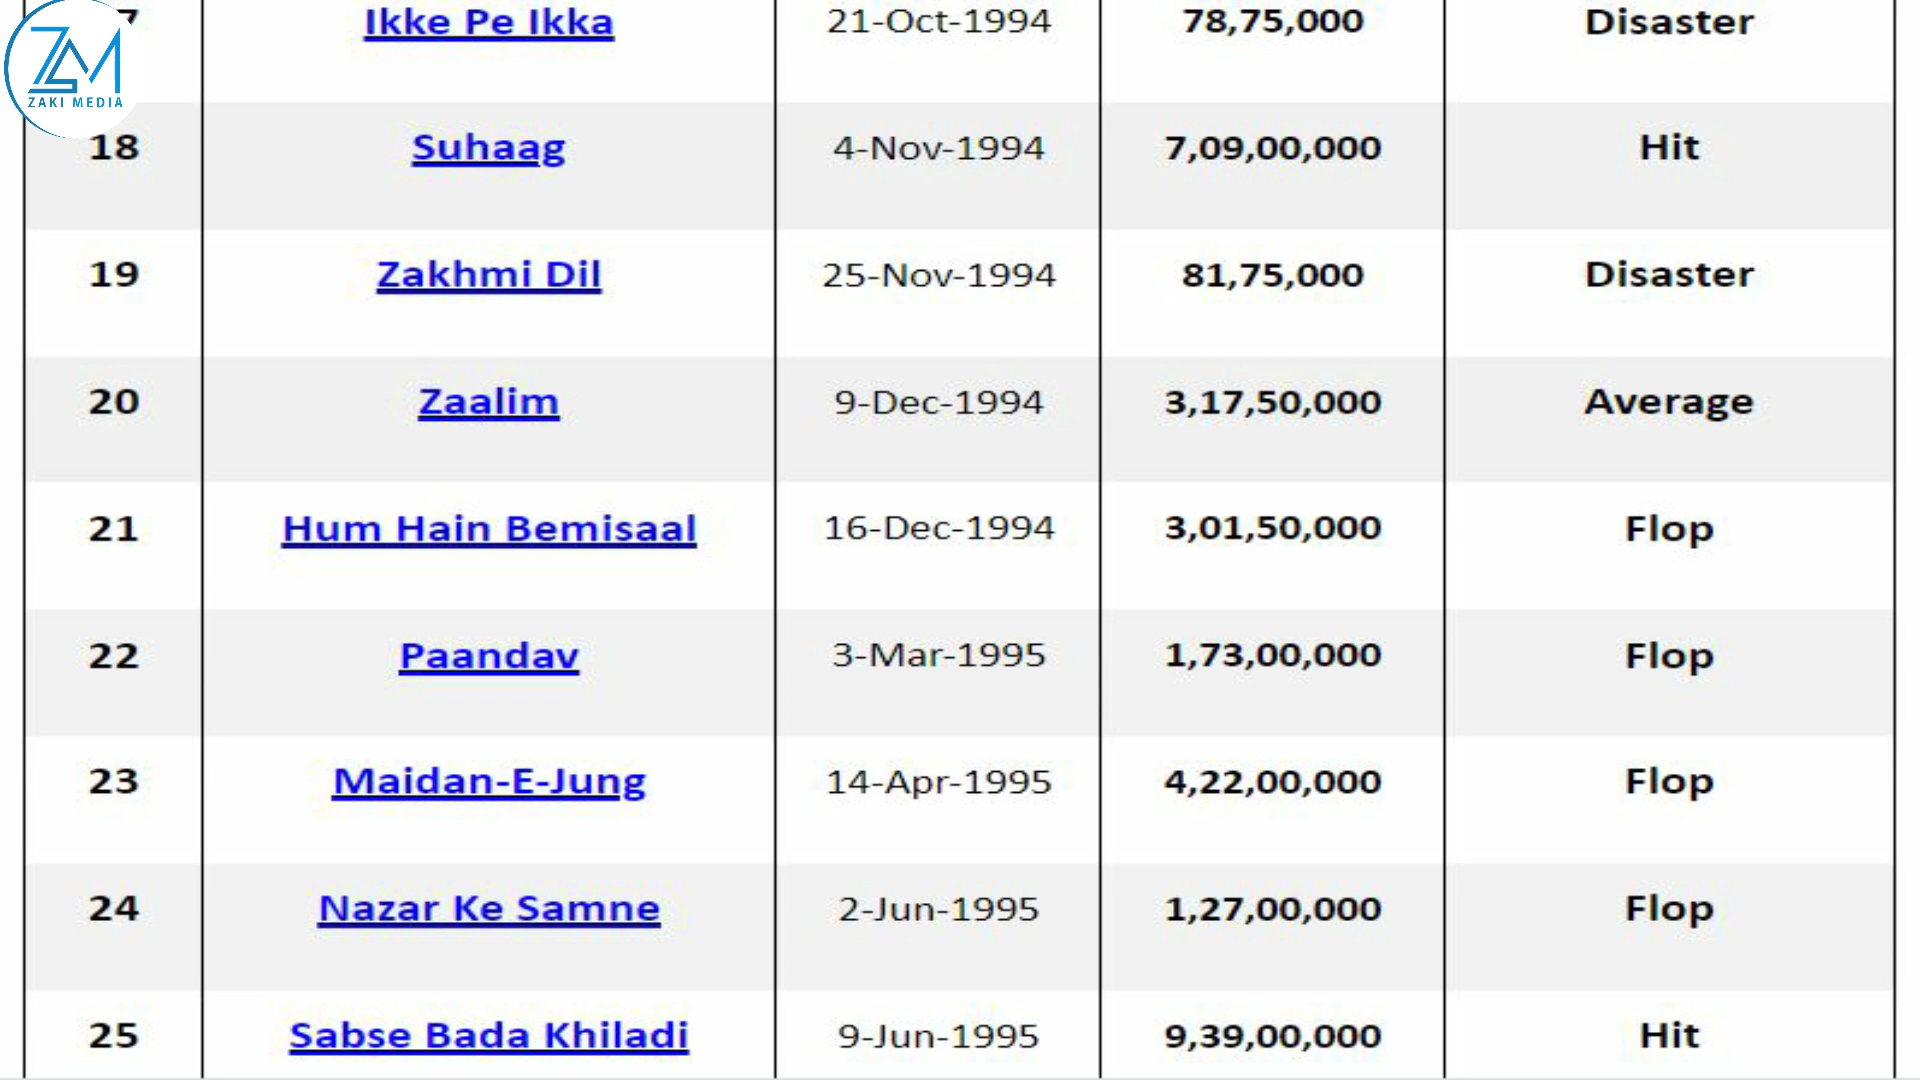 7 Ikke Pe Ikka 21-Oct-1994 78,75,000 Disaster
ZM
ZAKI MEDIA
18 Suhaag 4-Nov-1994 7,09,00,000 Hit
19 Zakhmi Dil 25-Nov-1994 81,75,000 Disaster
20 Zaalim 9-Dec-1994 3,17,50,000 Average
21 Hum Hain Bemisaal 16-Dec-1994 3,01,50,000 Flop
22 Paandav 3-Mar-1995 1,73,00,000 Flop
23 Maidan-E-Jung 14-Apr-1995 4,22,00,000 Flop
24 Nazar Ke Samne 2-Jun-1995 1,27,00,000 Flop
25 Sabse Bada Khiladi 9-Jun-1995 9,39,00,000 Hit